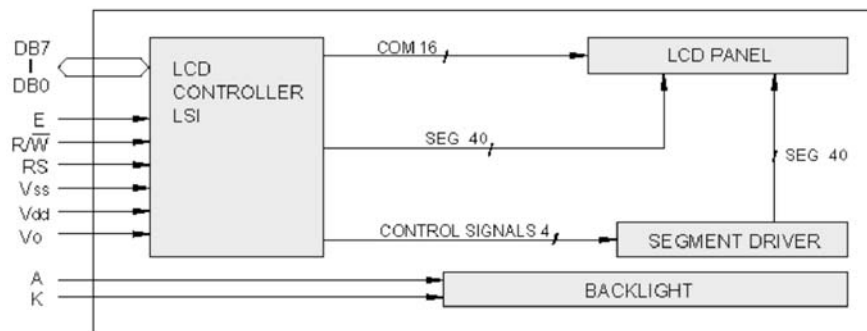 DB7
DB0
E
R/W̅
RS
Vss
Vdd
Vo
A
K
LCD
CONTROLLER
LSI
COM 16
SEG 40
CONTROL SIGNALS 4
LCD PANEL
SEG 40
SEGMENT DRIVER
BACKLIGHT